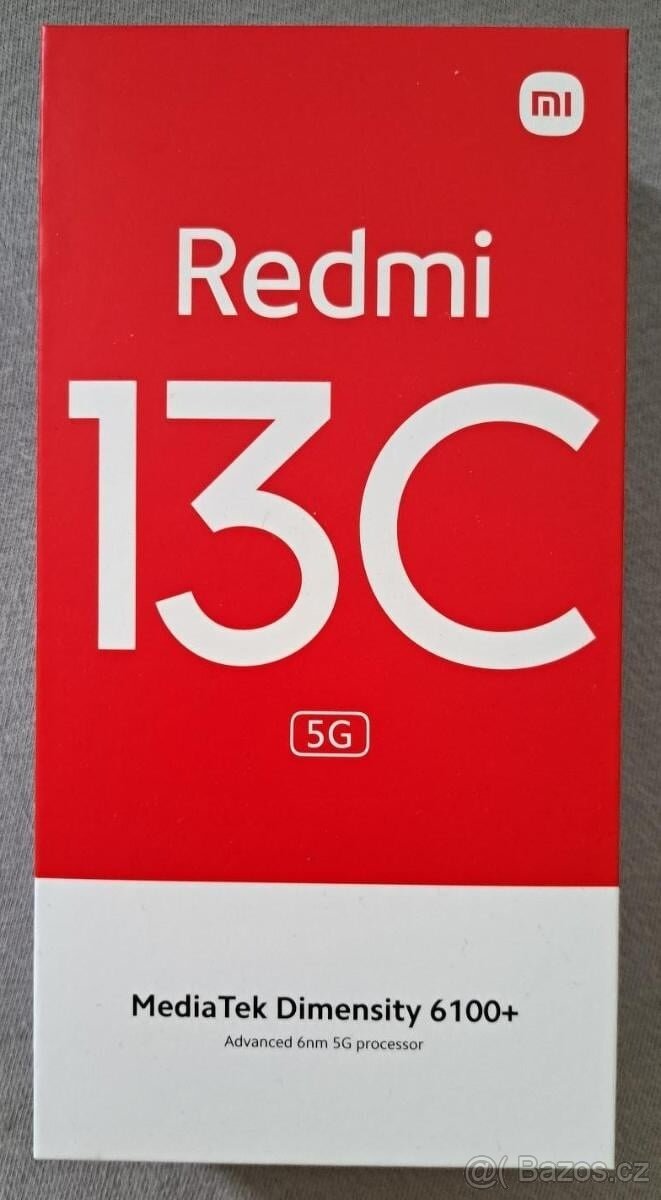 mi
Redmi
13C
5G
MediaTek Dimensity 6100+
Advanced 6nm 5G processor
@( Bazos.cz